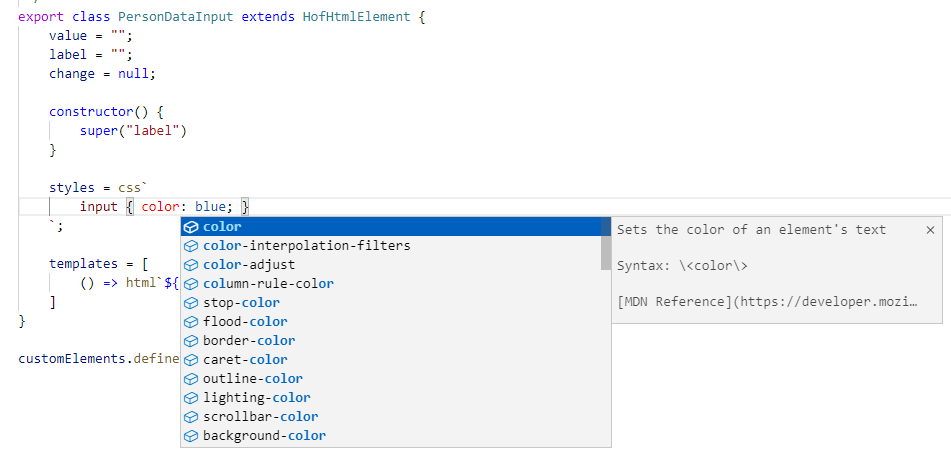 export class PersonDataInput extends HofHtmlElement {
value = "";
label = "";
change = null;
constructor() {
super("label")
}
styles = css`
input { color: blue; }
`;
templates = [
() => html`${
]
}
customElements.define
color
color-interpolation-filters
color-adjust
column-rule-color
stop-color
flood-color
border-color
caret-color
outline-color
lighting-color
scrollbar-color
background-color
Sets the color of an element's text ×
Syntax: \<color\>
[MDN Reference](https://developer.mozi…